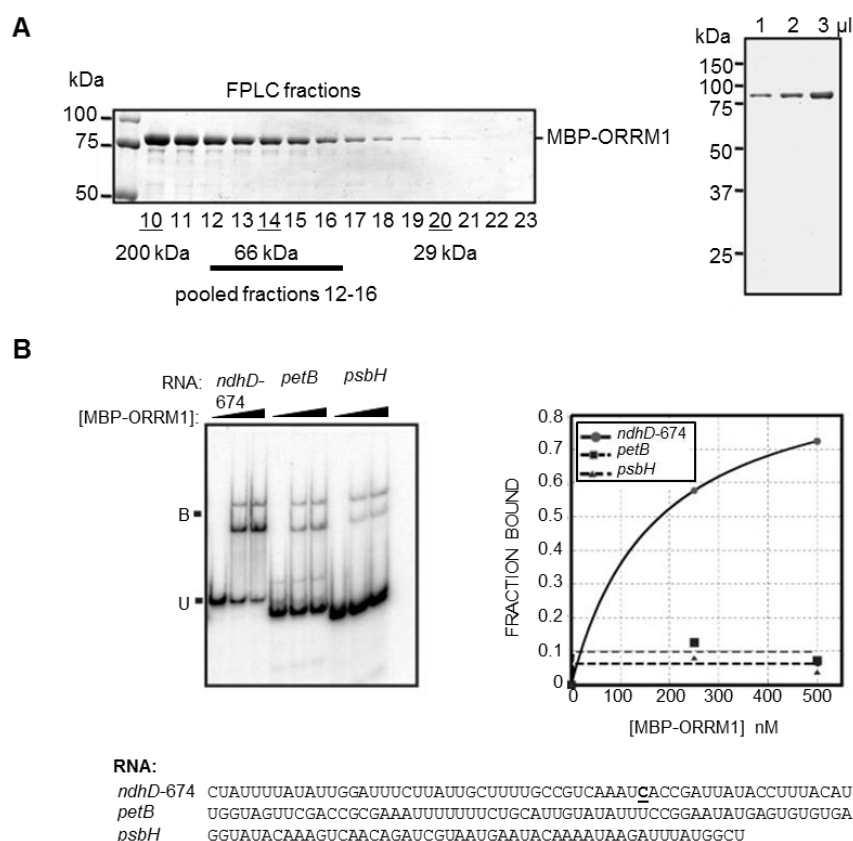 A
kDa
FPLC fractions
100
75
50
MBP-ORRM1
10 11 12 13 14 15 16 17 18 19 20 21 22 23
200 kDa 66 kDa 29 kDa
pooled fractions 12-16
1 2 3 µl
kDa
150
100
75
50
37
25
B
RNA: ndhD-674 petB psbH
[MBP-ORRM1]:
B
U
0.8
0.7
0.6
0.5
0.4
0.3
0.2
0.1
0
FRACTION BOUND
ndhD-674
petB
psbH
0 100 200 300 400 500
[MBP-ORRM1] nM
RNA:
ndhD-674 CUAUUUUAUAUUGGAUUUCUUAUUGCUUUUGCCGUCAAAUCACCGAUUAUACCUUUACAU
petB UGGUAGUUCGACCGCGAAAUUUUUUUCUGCAUUGUAUAUUUCCGGAAUAUGAGUGUGUGA
psbH GGUAUACAAAGUCAACAGAUCGUAAUGAAUACAAAAUAAGAUUUAUGGCU